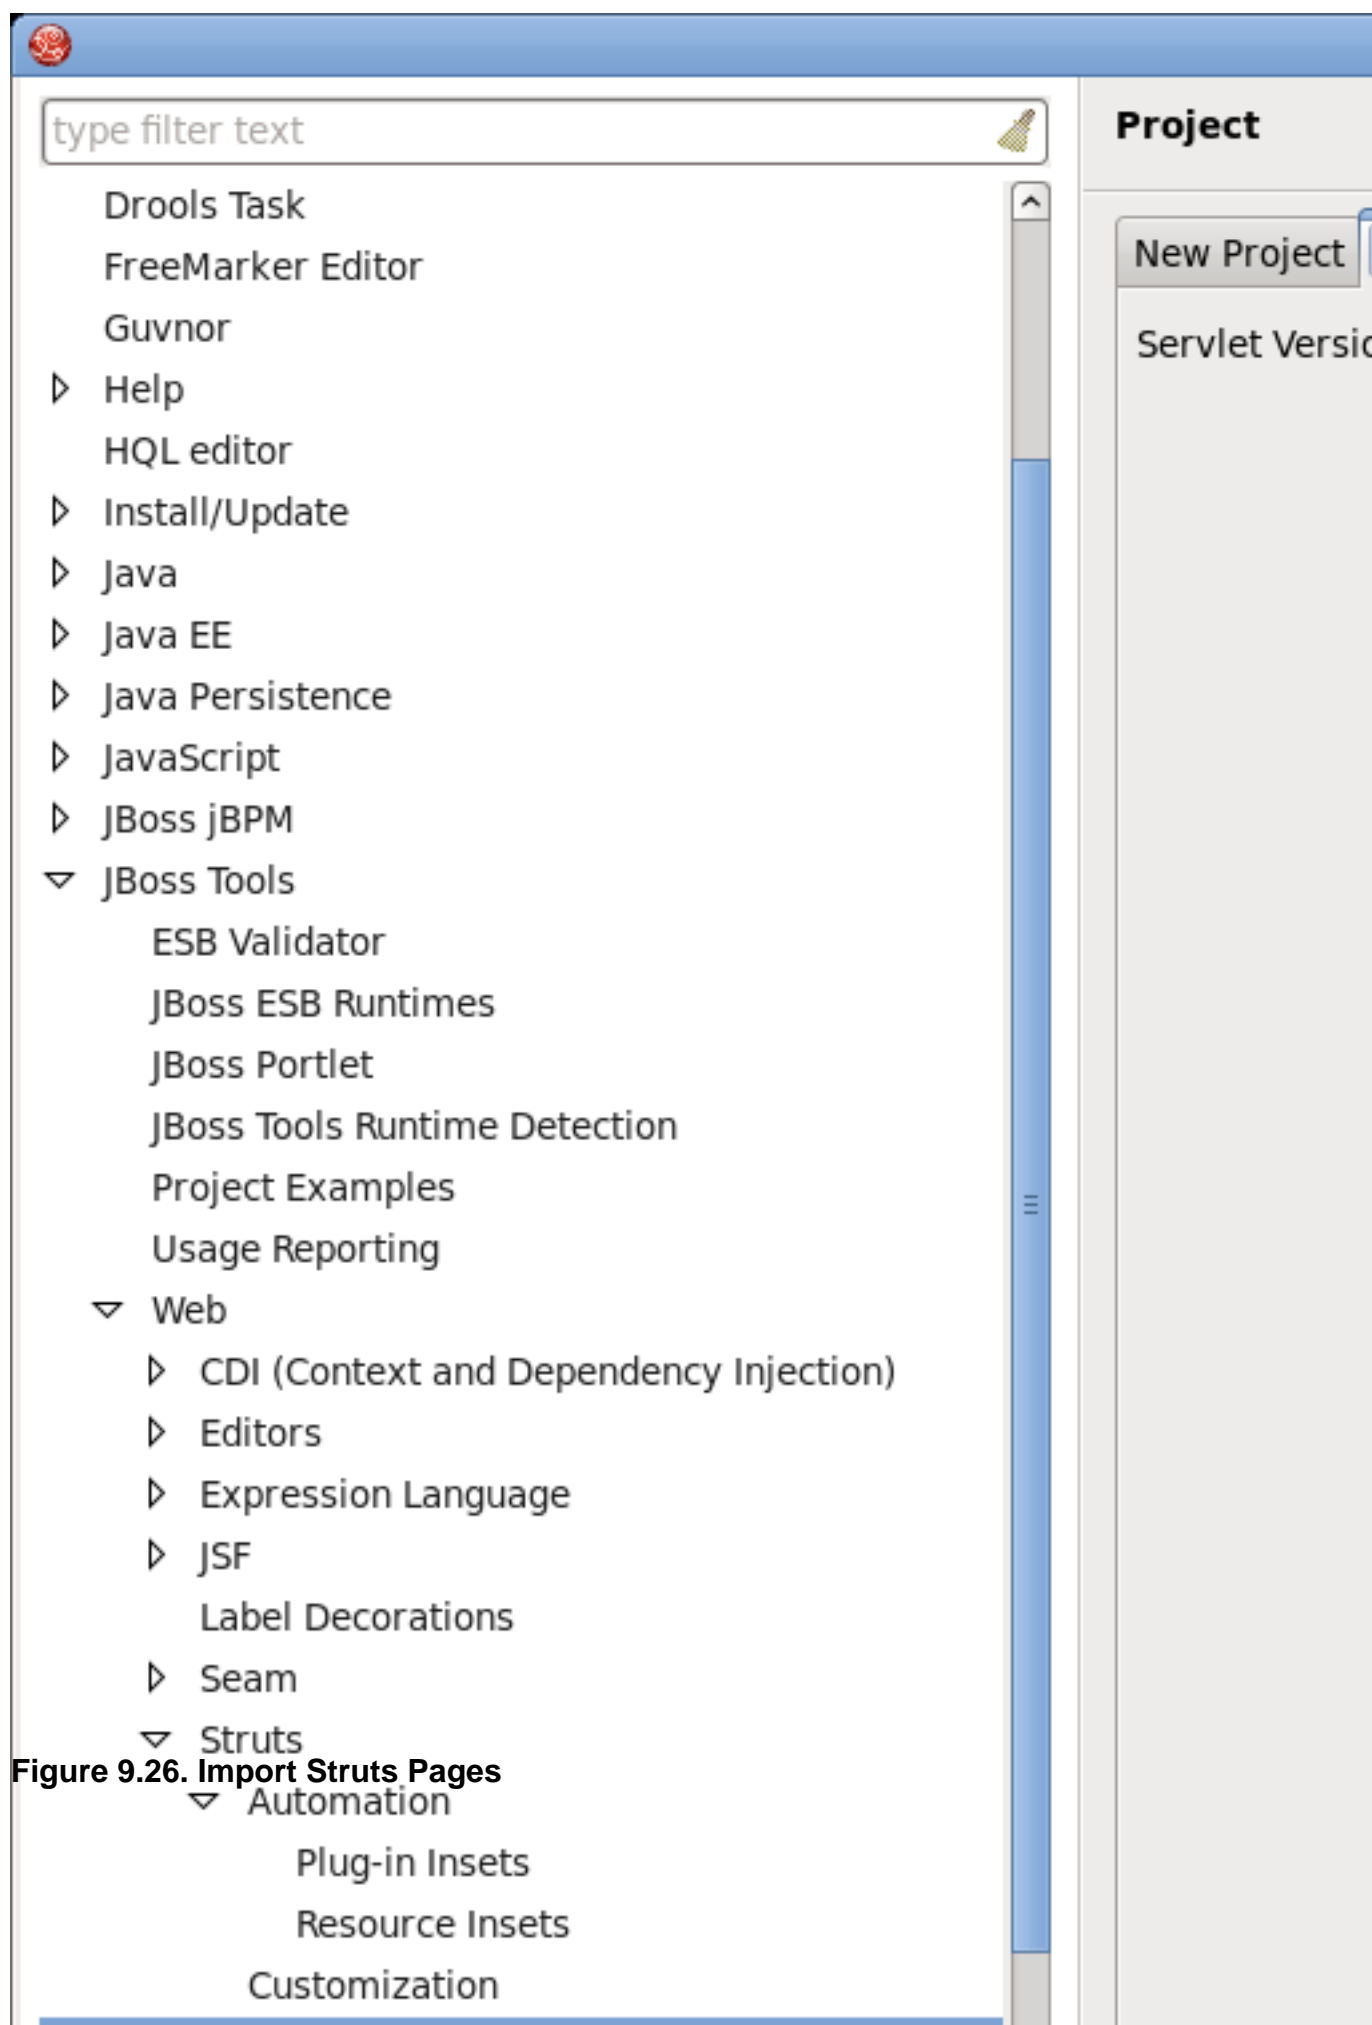 type filter text
Drools Task
FreeMarker Editor
Guvnor
Help
HQL editor
Install/Update
Java
Java EE
Java Persistence
JavaScript
JBoss jBPM
JBoss Tools
ESB Validator
JBoss ESB Runtimes
JBoss Portlet
JBoss Tools Runtime Detection
Project Examples
Usage Reporting
Web
CDI (Context and Dependency Injection)
Editors
Expression Language
JSF
Label Decorations
Seam
Struts
Figure 9.26. Import Struts Pages
Automation
Plug-in Insets
Resource Insets
Customization
Project
New Project
Servlet